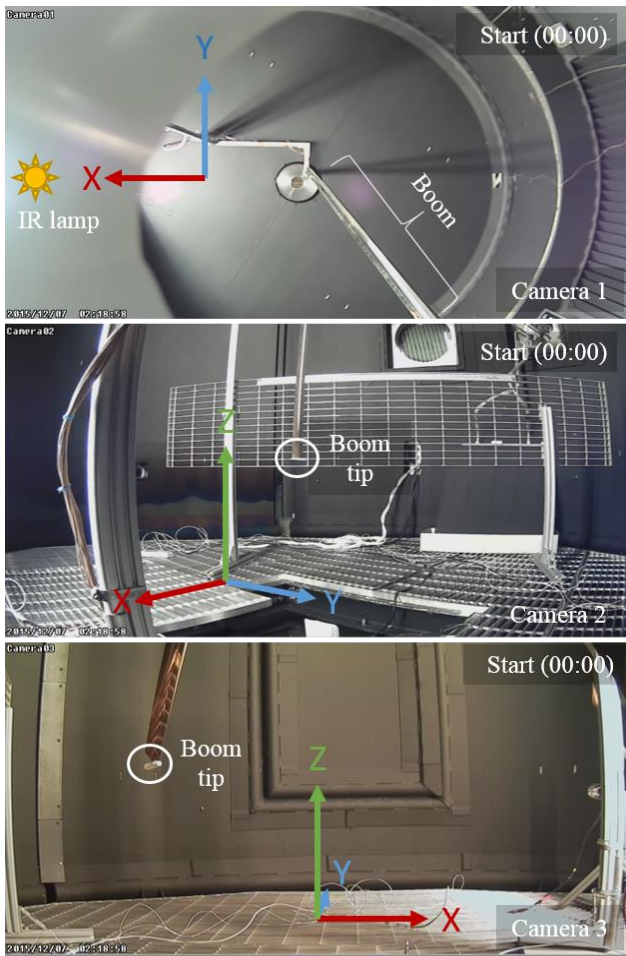 Camera01
Start (00:00)
Y
X
IR lamp
Boom
Camera 1
2015/12/07 02:18:58
Camera02
Start (00:00)
Z
Boom
tip
X
Y
Camera 2
2015/12/07 02:18:58
Camera03
Start (00:00)
Boom
tip
Z
Y
X
Camera 3
2015/12/07 02:18:58